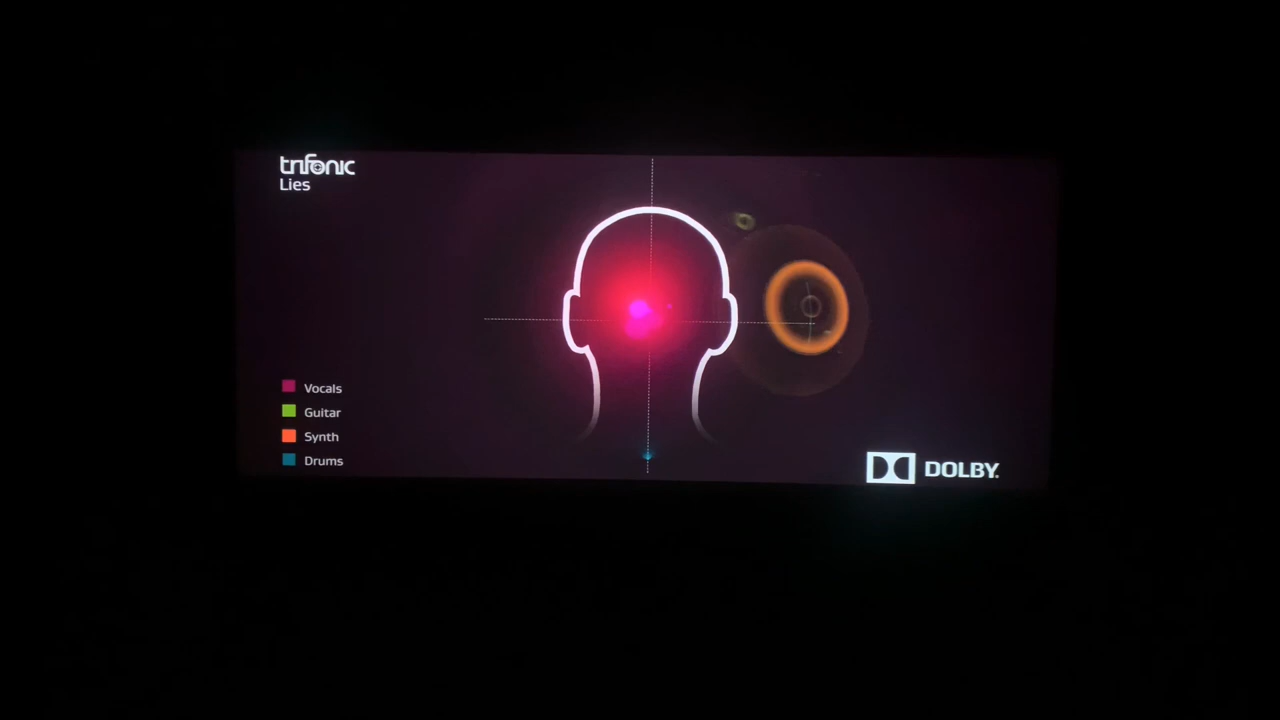 trifonic
Lies
Vocals
Guitar
Synth
Drums
DOLBY.